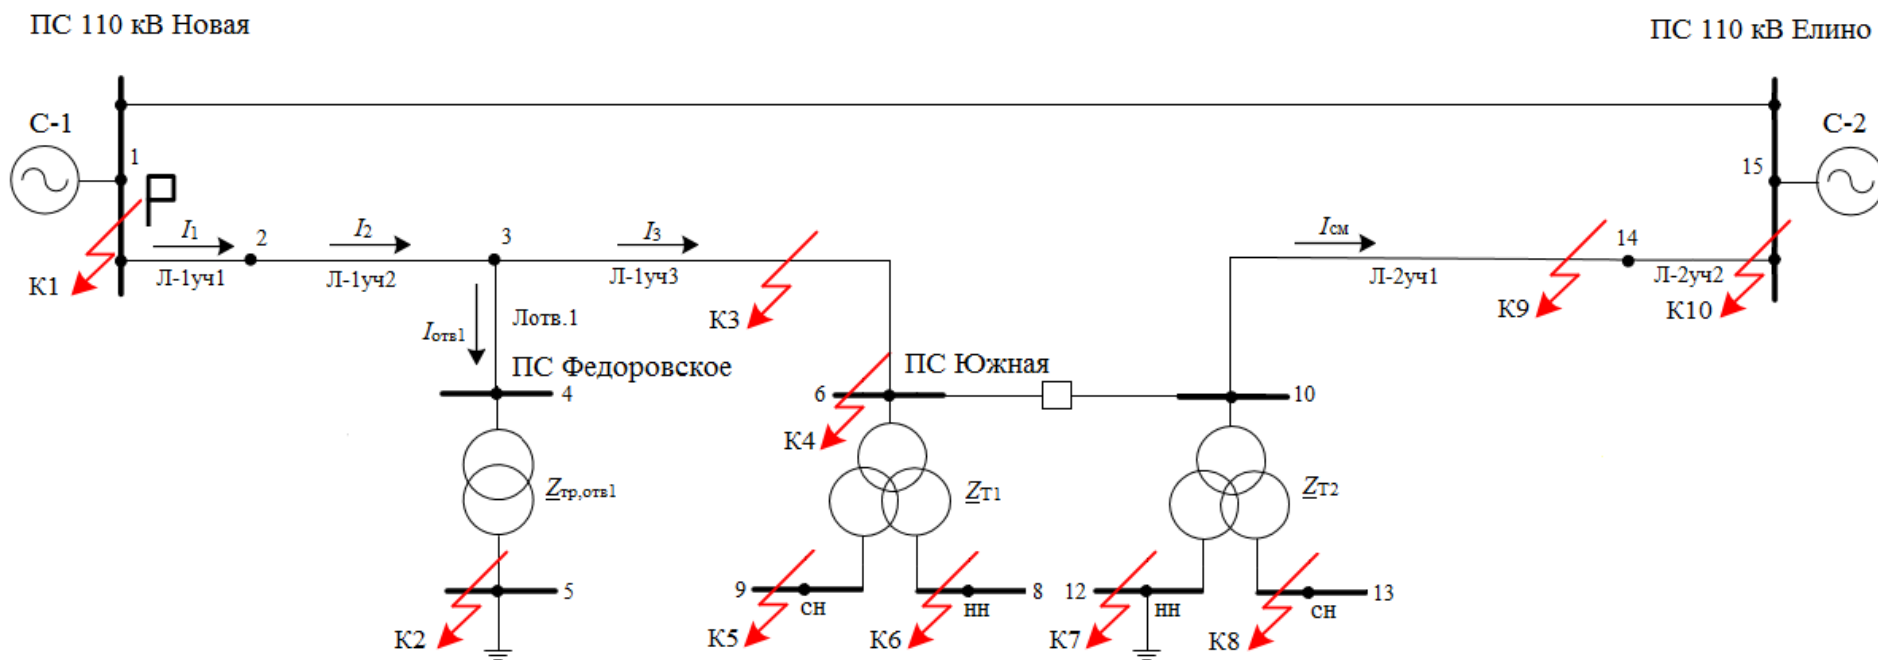 ПС 110 кВ Новая
ПС 110 кВ Елино
С-1
С-2
1
15
I1
2
I2
3
I3
Iсм
14
К1
Л-1уч1
Л-1уч2
Л-1уч3
Л-2уч1
Л-2уч2
К3
К9
К10
Iотв1
Лотв.1
ПС Федоровское
ПС Южная
4
6
10
К4
Zтр,отв1
ZТ1
ZТ2
5
9
сн
нн
8
12
нн
сн
13
К2
К5
К6
К7
К8